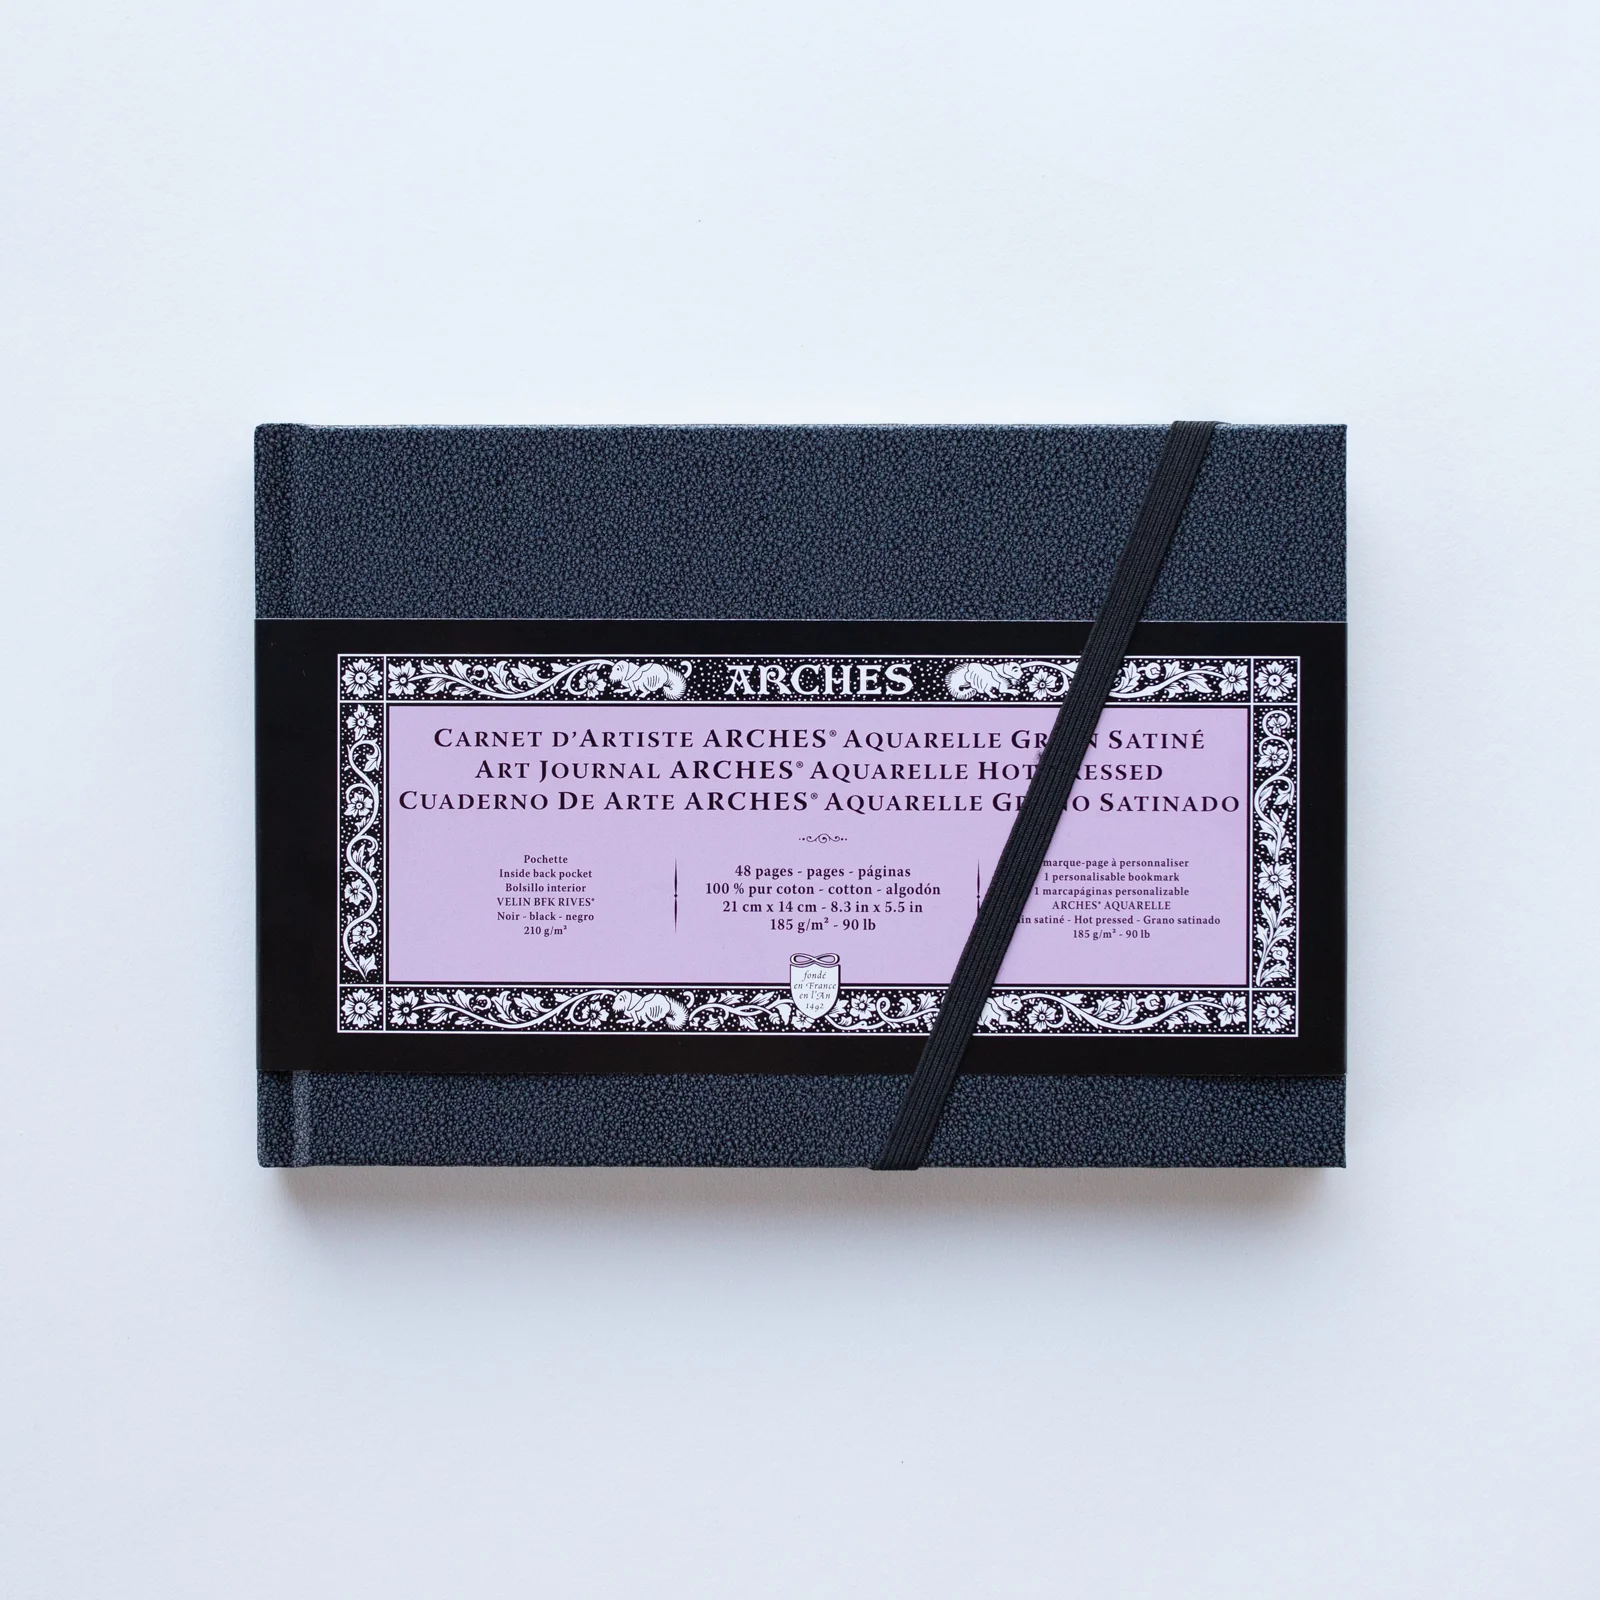 ARCHES
CARNET D'ARTISTE ARCHES® AQUARELLE SATINÉ
ART JOURNAL ARCHES® AQUARELLE HOT
CUADERNO DE ARTE ARCHES® AQUARELLE SATINADO
Pochette
Inside back pocket
Bolsillo interior
VELIN BFK RIVES®
Noir - black - negro
210 g/m²
48 pages - pages - páginas
100 % pur coton - cotton - algodón
21 cm x 14 cm - 8.3 in x 5.5 in
185 g/m² - 90 lb
marque-page à personnaliser
1 personalisable bookmark
1 marcapáginas personalizable
ARCHES® AQUARELLE
satiné - Hot pressed - Grano satinado
185 g/m² - 90 lb
fondé
en France
en l'An
1492